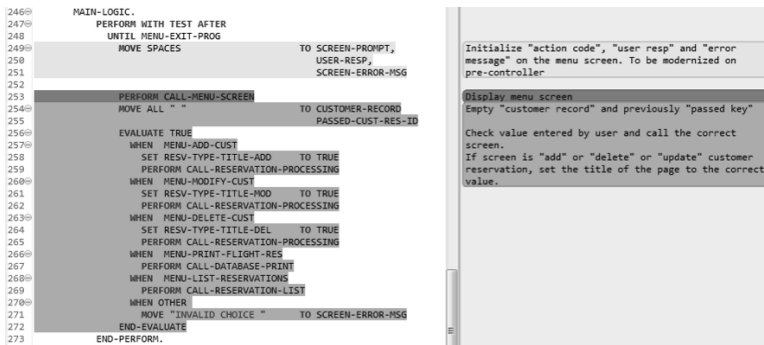 246 MAIN-LOGIC.
247 PERFORM WITH TEST AFTER
248 UNTIL MENU-EXIT-PROG
249 MOVE SPACES TO SCREEN-PROMPT,
250 USER-RESP,
251 SCREEN-ERROR-MSG
252
253 PERFORM CALL-MENU-SCREEN
254 MOVE ALL " " TO CUSTOMER-RECORD
255 PASSED-CUST-RES-ID
256 EVALUATE TRUE
257 WHEN MENU-ADD-CUST
258 SET RESV-TYPE-TITLE-ADD TO TRUE
259 PERFORM CALL-RESERVATION-PROCESSING
260 WHEN MENU-MODIFY-CUST
261 SET RESV-TYPE-TITLE-MOD TO TRUE
262 PERFORM CALL-RESERVATION-PROCESSING
263 WHEN MENU-DELETE-CUST
264 SET RESV-TYPE-TITLE-DEL TO TRUE
265 PERFORM CALL-RESERVATION-PROCESSING
266 WHEN MENU-PRINT-FLIGHT-RES
267 PERFORM CALL-DATABASE-PRINT
268 WHEN MENU-LIST-RESERVATIONS
269 PERFORM CALL-RESERVATION-LIST
270 WHEN OTHER
271 MOVE "INVALID CHOICE " TO SCREEN-ERROR-MSG
272 END-EVALUATE
273 END-PERFORM.
Initialize "action code", "user resp" and "error
message" on the menu screen. To be modernized on
pre-controller
Display menu screen
Empty "customer record" and previously "passed key"
Check value entered by user and call the correct
screen.
If screen is "add" or "delete" or "update" customer
reservation, set the title of the page to the correct
value.